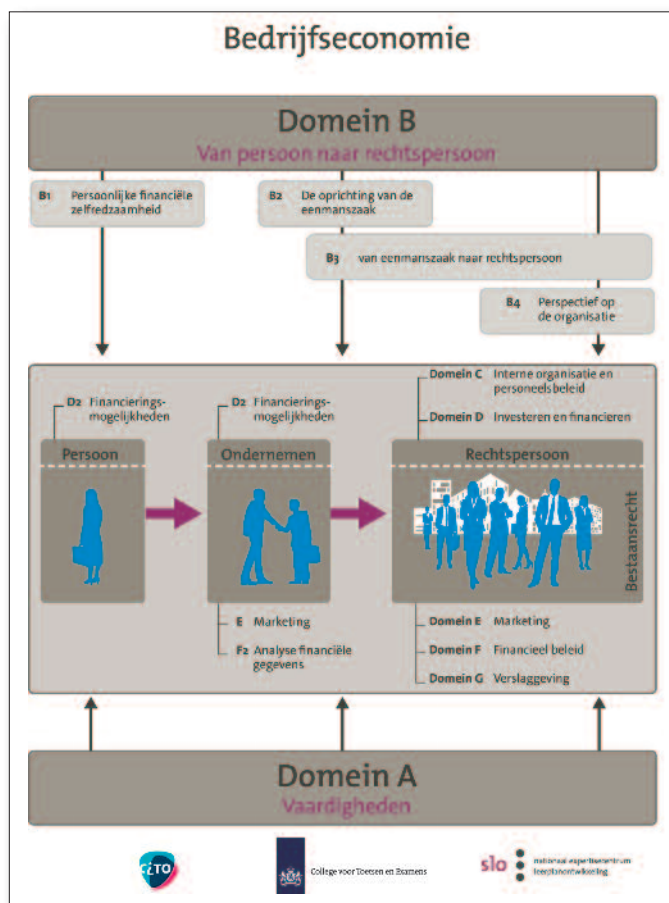 Bedrijfseconomie
Domein B
Van persoon naar rechtspersoon
B1 Persoonlijke financiële
zelfredzaamheid
B2 De oprichting van de
eenmanszaak
B3 van eenmanszaak naar rechtspersoon
B4 Perspectief op
de organisatie
D2 Financierings-
mogelijkheden
D2 Financierings-
mogelijkheden
Domein C Interne organisatie en
personeelsbeleid
Domein D Investeren en financieren
Persoon
Ondernemen
Rechtspersoon
Bestaansrecht
E Marketing
F2 Analyse financiële
gegevens
Domein E Marketing
Domein F Financieel beleid
Domein G Verslaggeving
Domein A
Vaardigheden
cito
College voor Toetsen en Examens
slo
nationaal expertisecentrum
leerplanontwikkeling